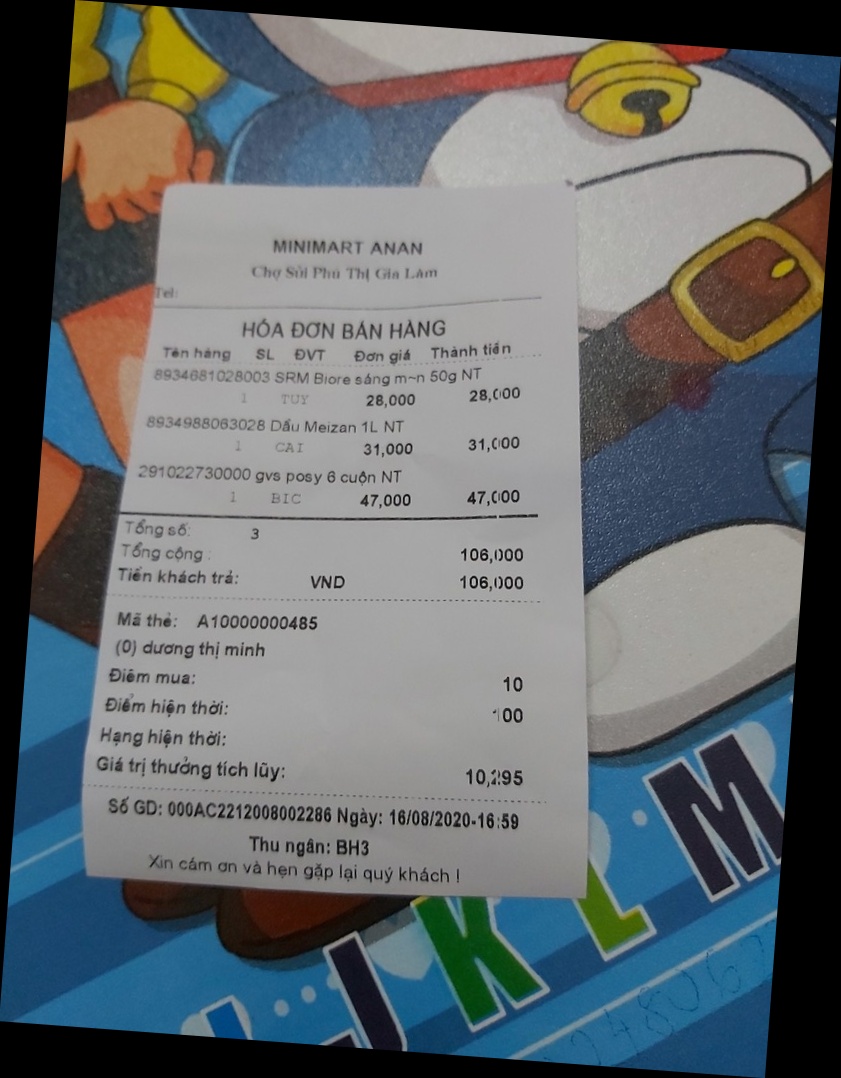 MINIMART ANAN
Chợ Sủi Phú Thị Gia Lâm
Tel:
HÓA ĐƠN BÁN HÀNG
Tên hàng SL ĐVT Đơn giá Thành tiền
8934681028003 SRM Biore sáng m~n 50g NT
1 TUY 28,000 28,000
8934988063028 Dầu Meizan 1L NT
1 CAI 31,000 31,000
291022730000 gvs posy 6 cuộn NT
1 BIC 47,000 47,000
Tổng số: 3
Tổng cộng : 106,000
Tiền khách trả: VND 106,000
Mã thẻ: A10000000485
(0) dương thị minh
Điểm mua: 10
Điểm hiện thời: 100
Hạng hiện thời:
Giá trị thưởng tích lũy: 10,295
Số GD: 000AC2212008002286 Ngày: 16/08/2020-16:59
Thu ngân: BH3
Xin cám ơn và hẹn gặp lại quý khách !
J K L M